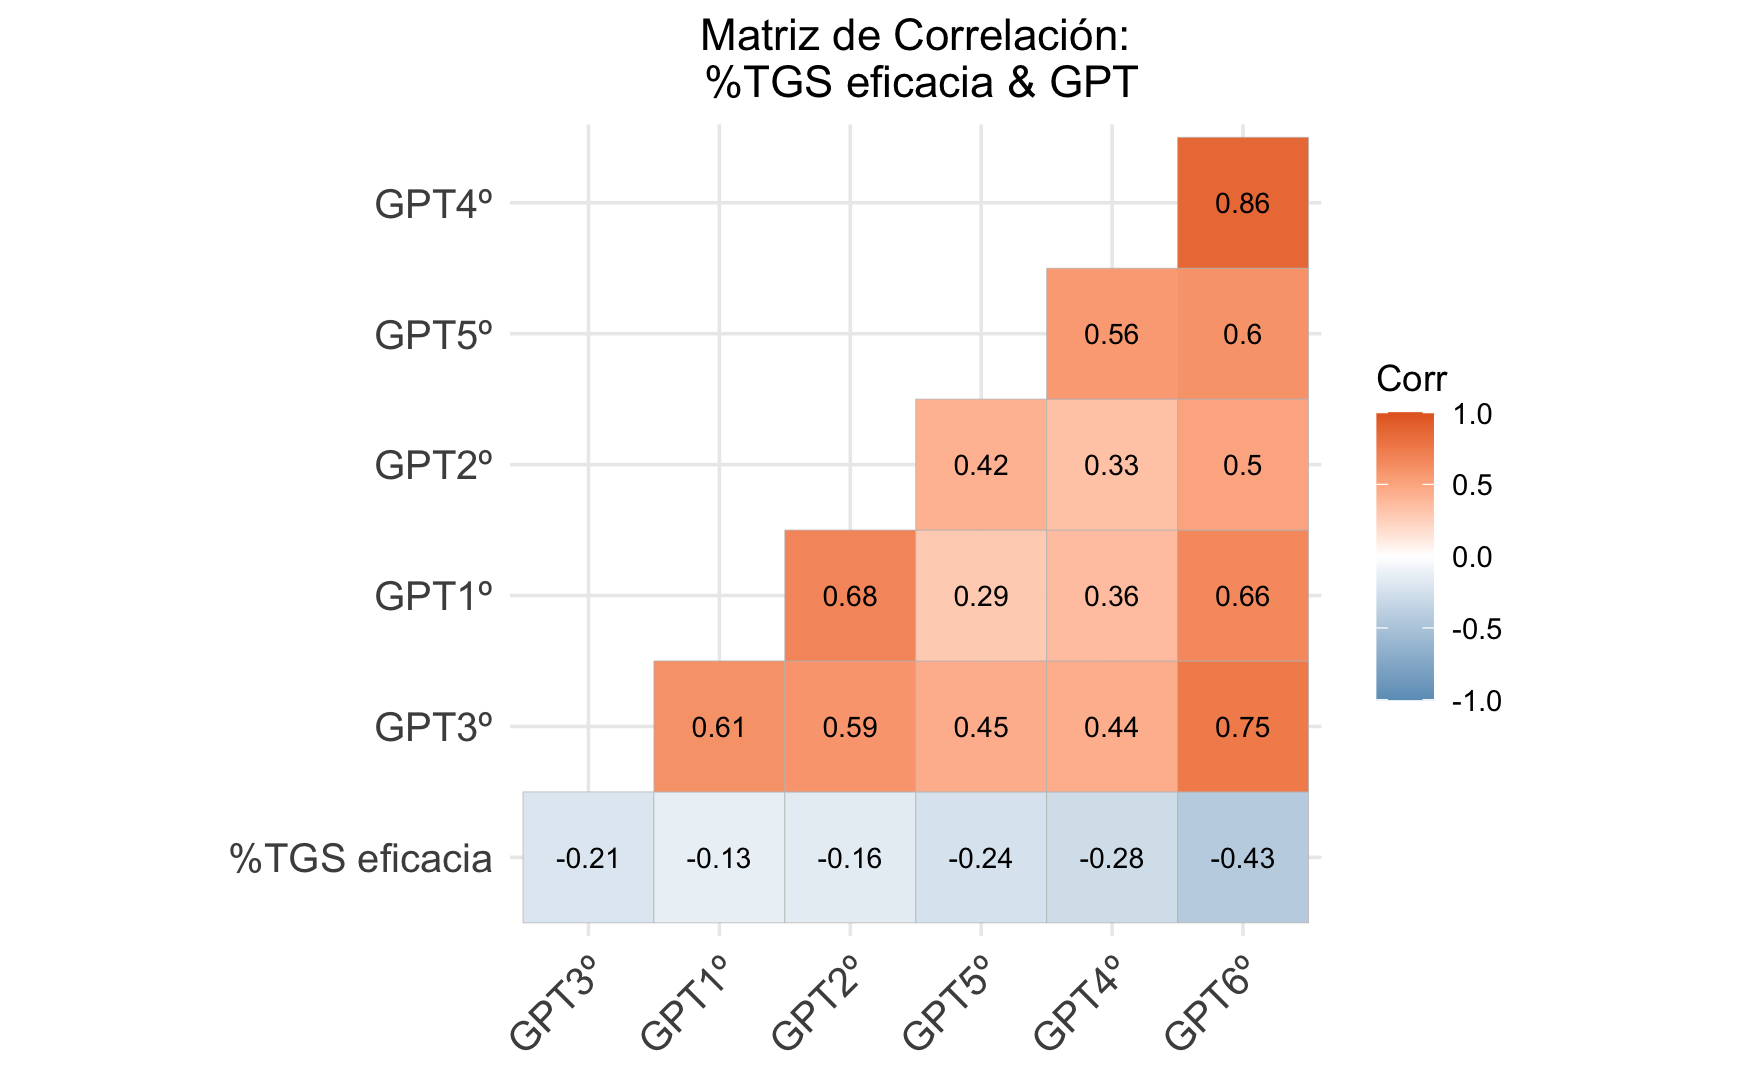 Matriz de Correlación:
%TGS eficacia & GPT
GPT4º 0.86
GPT5º 0.56 0.6
GPT2º 0.42 0.33 0.5
GPT1º 0.68 0.29 0.36 0.66
GPT3º 0.61 0.59 0.45 0.44 0.75
%TGS eficacia -0.21 -0.13 -0.16 -0.24 -0.28 -0.43
GPT3º GPT1º GPT2º GPT5º GPT4º GPT6º
Corr
1.0
0.5
0.0
-0.5
-1.0